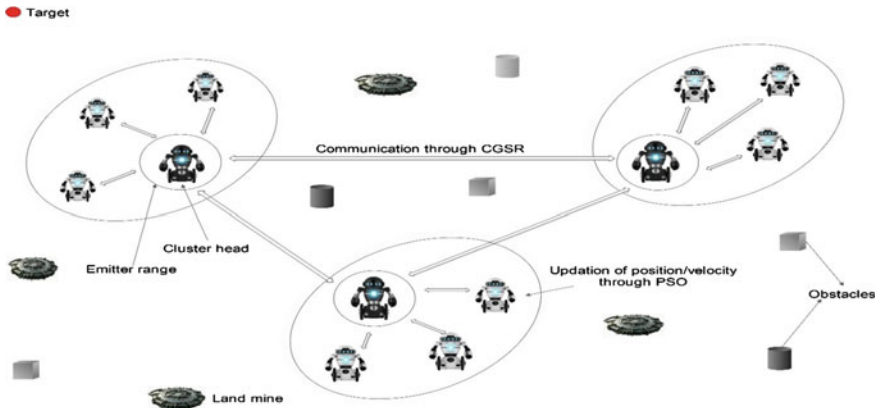 Target
Communication through CGSR
Cluster head
Emitter range
Updation of position/velocity
through PSO
Obstacles
Land mine